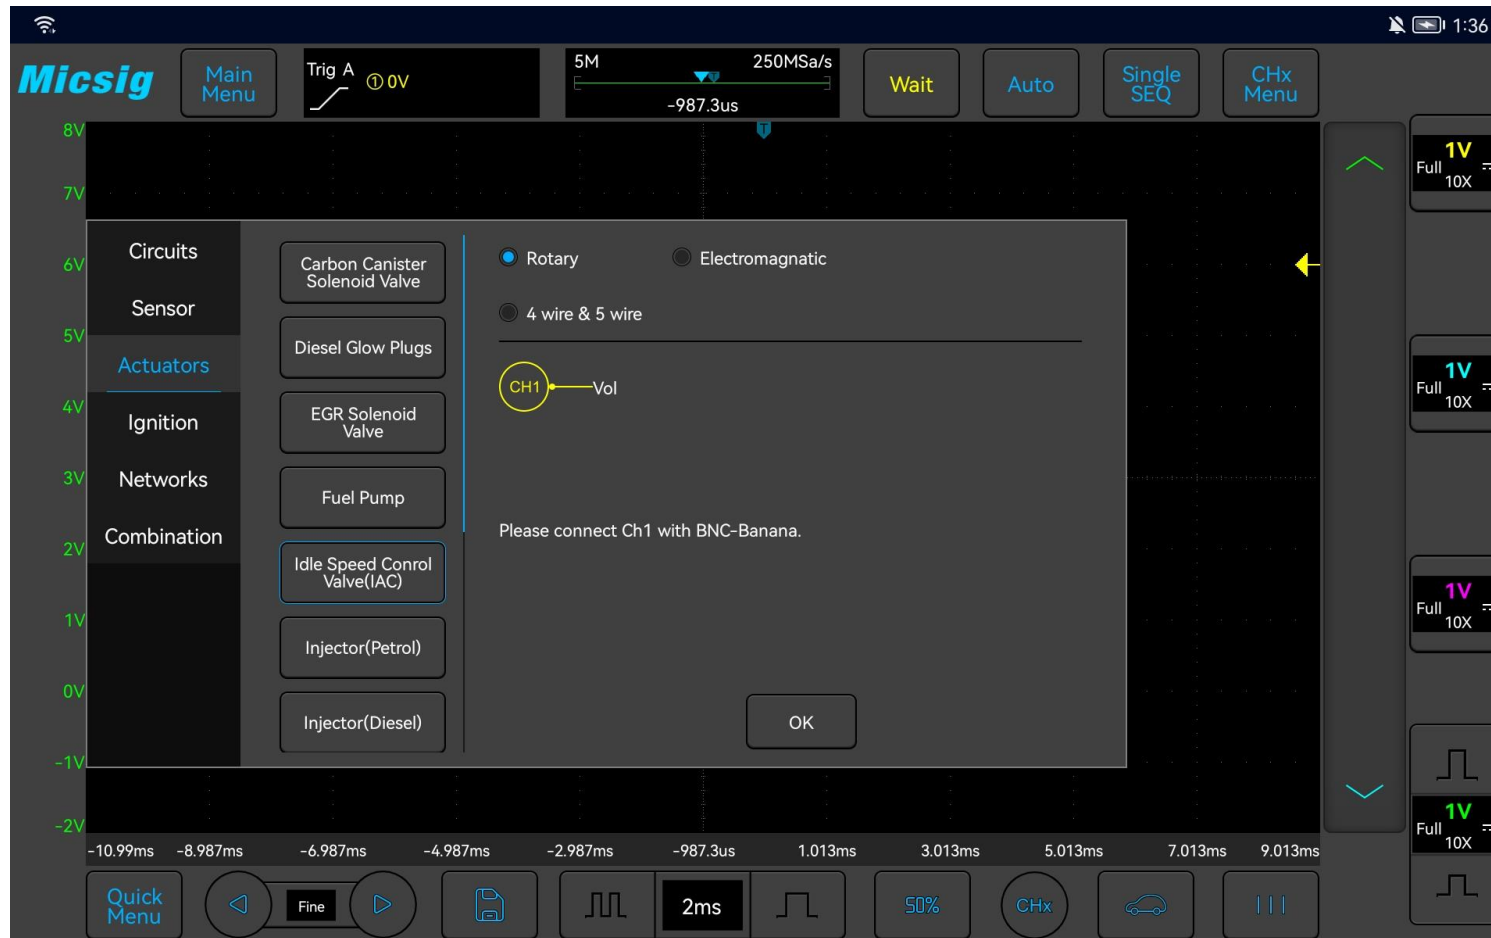 1:36
Micsig
Main
Menu
Trig A
① 0V
5M
250MSa/s
-987.3us
Wait
Auto
Single
SEQ
CHx
Menu
T
8V
7V
6V
5V
4V
3V
2V
1V
0V
-1V
-2V
Circuits
Sensor
Actuators
Ignition
Networks
Combination
Carbon Canister
Solenoid Valve
Diesel Glow Plugs
EGR Solenoid
Valve
Fuel Pump
Idle Speed Conrol
Valve(IAC)
Injector(Petrol)
Injector(Diesel)
Rotary
Electromagnatic
4 wire & 5 wire
CH1
Vol
Please connect Ch1 with BNC-Banana.
OK
1V
Full
10X
1V
Full
10X
1V
Full
10X
1V
Full
10X
-10.99ms -8.987ms -6.987ms -4.987ms -2.987ms -987.3us 1.013ms 3.013ms 5.013ms 7.013ms 9.013ms
Quick
Menu
Fine
2ms
50%
CHx